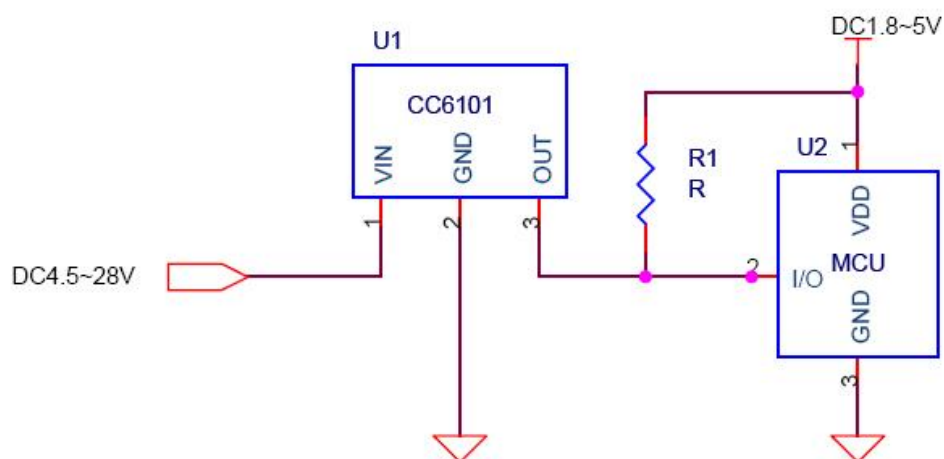 DC1.8~5V
U1
CC6101
VIN
GND
OUT
1
2
3
R1
R
U2
1
VDD
MCU
2
I/O
GND
3
DC4.5~28V